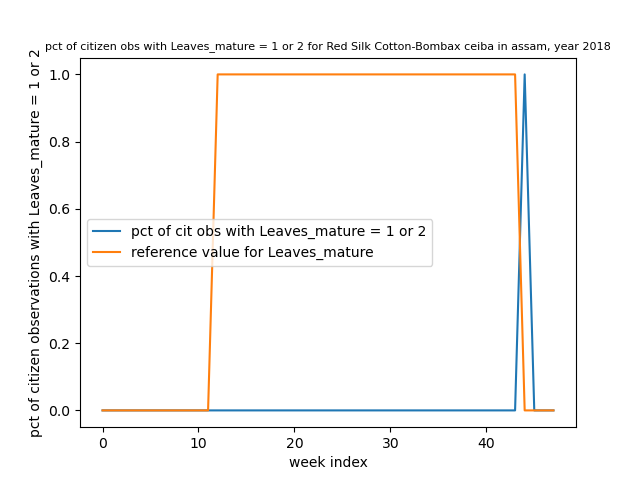 pct of citizen obs with Leaves_mature = 1 or 2 for Red Silk Cotton-Bombax ceiba in assam, year 2018
pct of citizen observations with Leaves_mature = 1 or 2
1.0
0.8
0.6
0.4
0.2
0.0
pct of cit obs with Leaves_mature = 1 or 2
reference value for Leaves_mature
0 10 20 30 40
week index